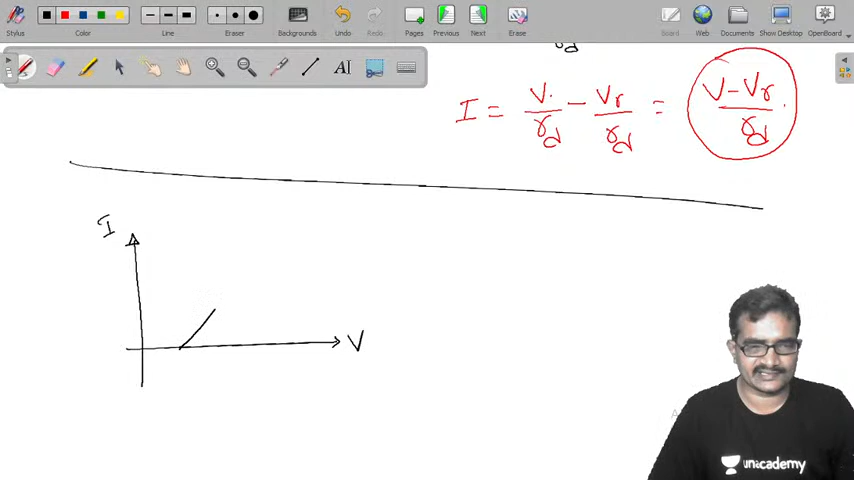 Stylus
Color
Line
Eraser
Backgrounds
Undo
Redo
Pages
Previous
Next
Erase
Board
Web
Documents
Show Desktop
OpenBoard
I = V/rd - Vr/rd = V-Vr/rd
I
V
unacademy